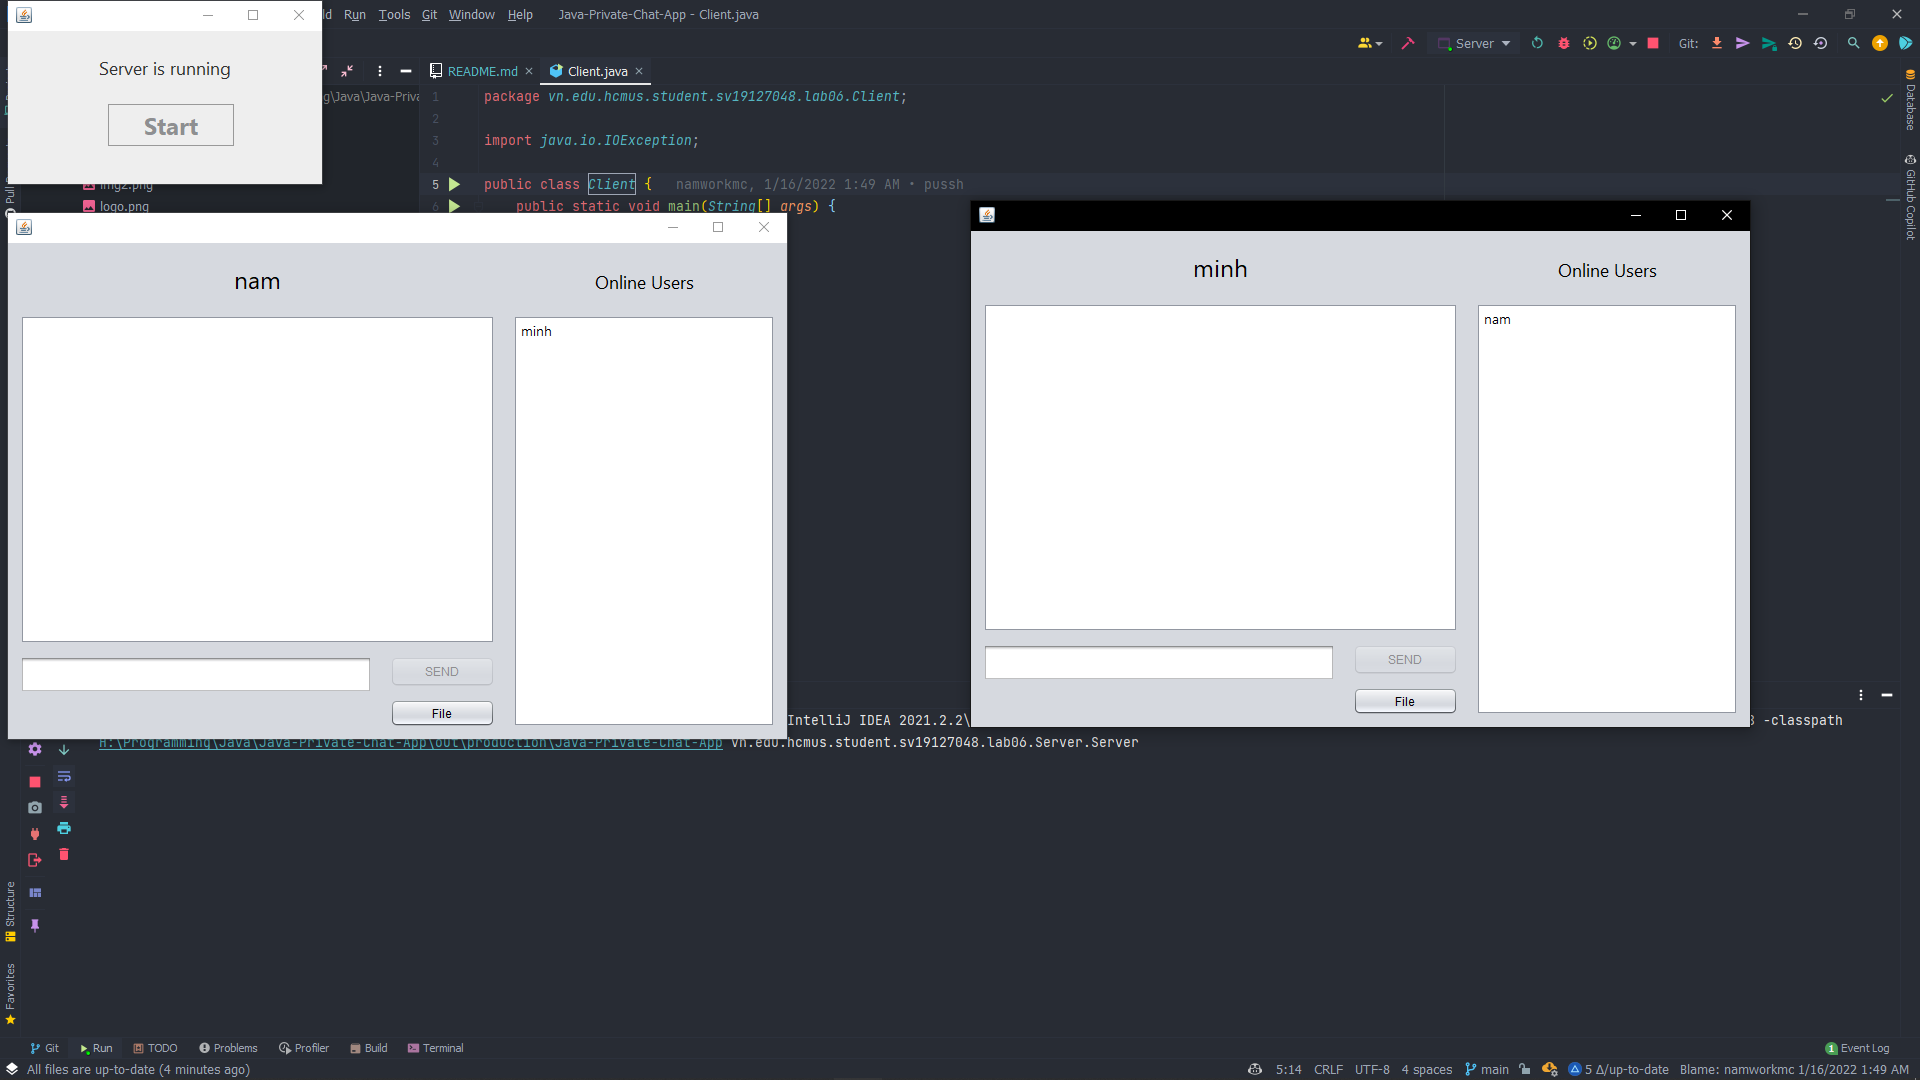 ld Run Tools Git Window Help Java-Private-Chat-App - Client.java
Server is running
Start
Server
Git:
README.md
Client.java
g\Java\Java-Priva
1 package vn.edu.hcmus.student.sv19127048.lab06.Client;
2
3 import java.io.IOException;
4
5 public class Client { namworkmc, 1/16/2022 1:49 AM • pussh
6 public static void main(String[] args) {
img2.png
logo.png
nam
Online Users
minh
SEND
File
minh
Online Users
nam
SEND
File
IntelliJ IDEA 2021.2.2\
-classpath
H:\Programming\Java\Java-Private-Chat-App\out\production\Java-Private-Chat-App vn.edu.hcmus.student.sv19127048.lab06.Server.Server
Database
GitHub Copilot
Structure
Favorites
Git Run TODO Problems Profiler Build Terminal
1 Event Log
All files are up-to-date (4 minutes ago)
5:14 CRLF UTF-8 4 spaces main 5 Δ/up-to-date Blame: namworkmc 1/16/2022 1:49 AM